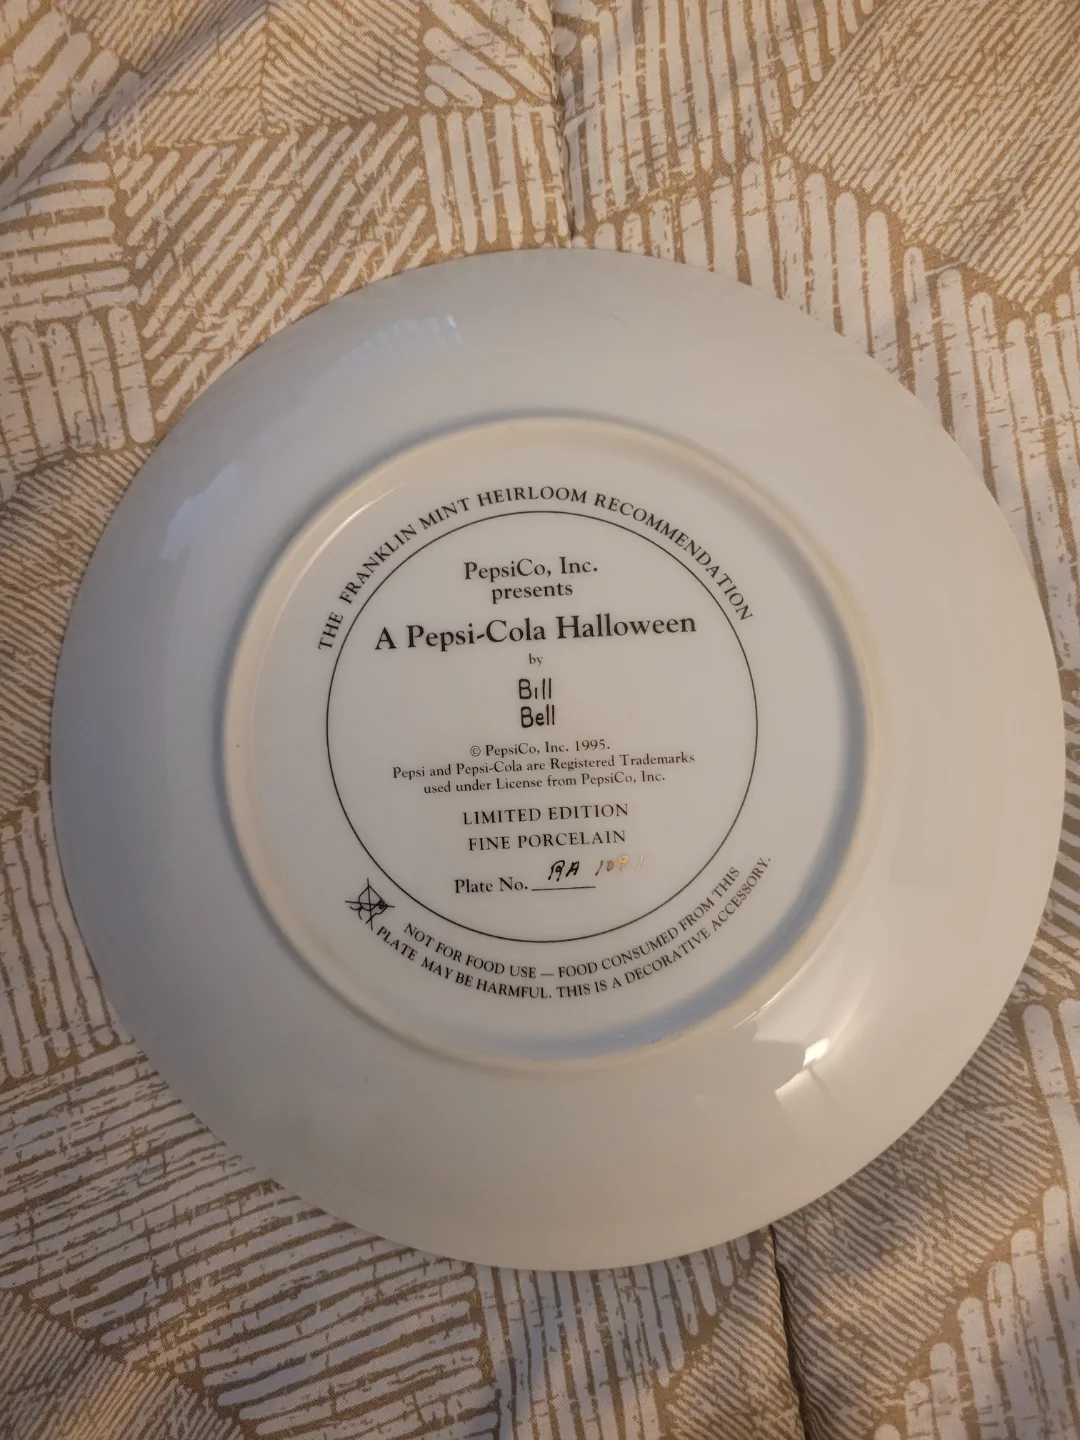 THE FRANKLIN MINT HEIRLOOM RECOMMENDATION
PepsiCo, Inc.
presents
A Pepsi-Cola Halloween
by
Bill
Bell
© PepsiCo, Inc. 1995.
Pepsi and Pepsi-Cola are Registered Trademarks
used under License from PepsiCo, Inc.
LIMITED EDITION
FINE PORCELAIN
Plate No. RA 1091
NOT FOR FOOD USE — FOOD CONSUMED FROM THIS
PLATE MAY BE HARMFUL. THIS IS A DECORATIVE ACCESSORY.